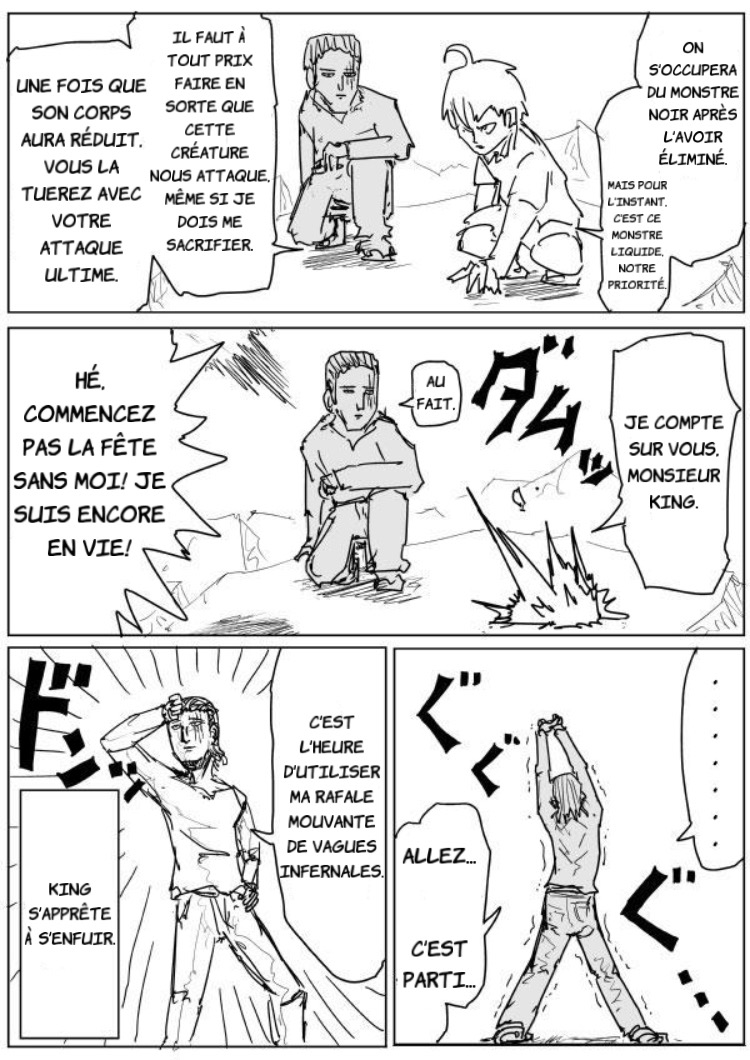 ON
S'OCCUPERA
DU MONSTRE
NOIR APRÈS
L'AVOIR
ÉLIMINÉ.
MAIS POUR
L'INSTANT,
C'EST CE
MONSTRE
LIQUIDE,
NOTRE
PRIORITÉ.
IL FAUT À
TOUT PRIX
FAIRE EN
SORTE QUE
CETTE
CRÉATURE
NOUS ATTAQUE,
MÊME SI JE
DOIS ME
SACRIFIER.
UNE FOIS QUE
SON CORPS
AURA RÉDUIT,
VOUS LA
TUEREZ AVEC
VOTRE
ATTAQUE
ULTIME.
JE COMPTE
SUR VOUS,
MONSIEUR
KING.
ダムッ
AU
FAIT.
HÉ,
COMMENCEZ
PAS LA FÊTE
SANS MOI! JE
SUIS ENCORE
EN VIE!
.......
ぐぐぐ...
ALLEZ...
C'EST
PARTI...
C'EST
L'HEURE
D'UTILISER
MA RAFALE
MOUVANTE
DE VAGUES
INFERNALES.
ドンッ
KING
S'APPRÊTE
À S'ENFUIR.